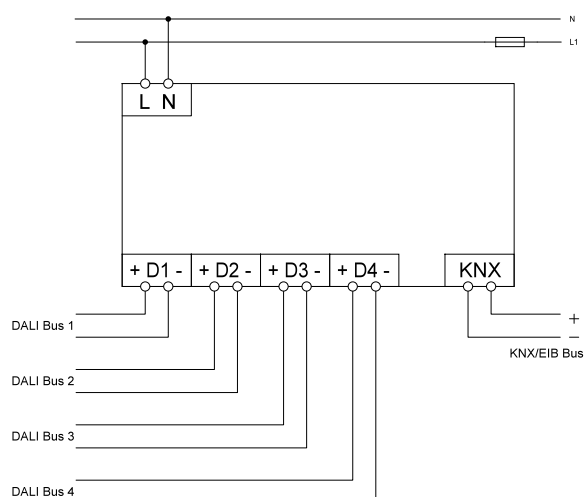 N
L1
L N
+ D1 - + D2 - + D3 - + D4 - KNX
DALI Bus 1
+
−
KNX/EIB Bus
DALI Bus 2
DALI Bus 3
DALI Bus 4